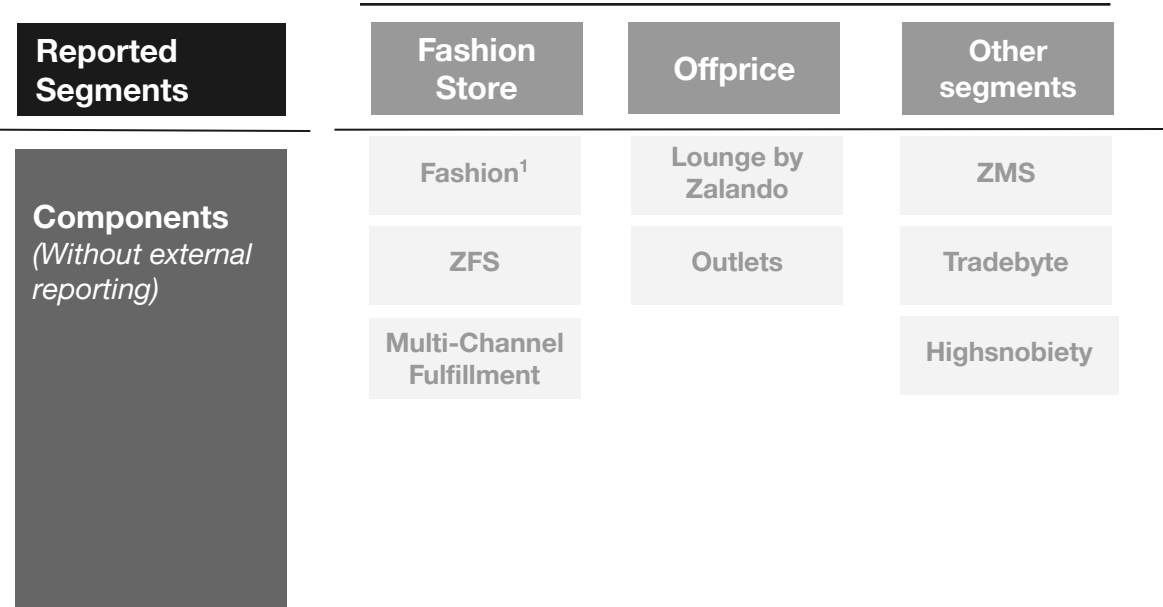 Reported
Segments
Fashion
Store
Offprice
Other
segments
Components
(Without external
reporting)
Fashion¹
Lounge by
Zalando
ZMS
ZFS
Outlets
Tradebyte
Multi-Channel
Fulfillment
Highsnobiety